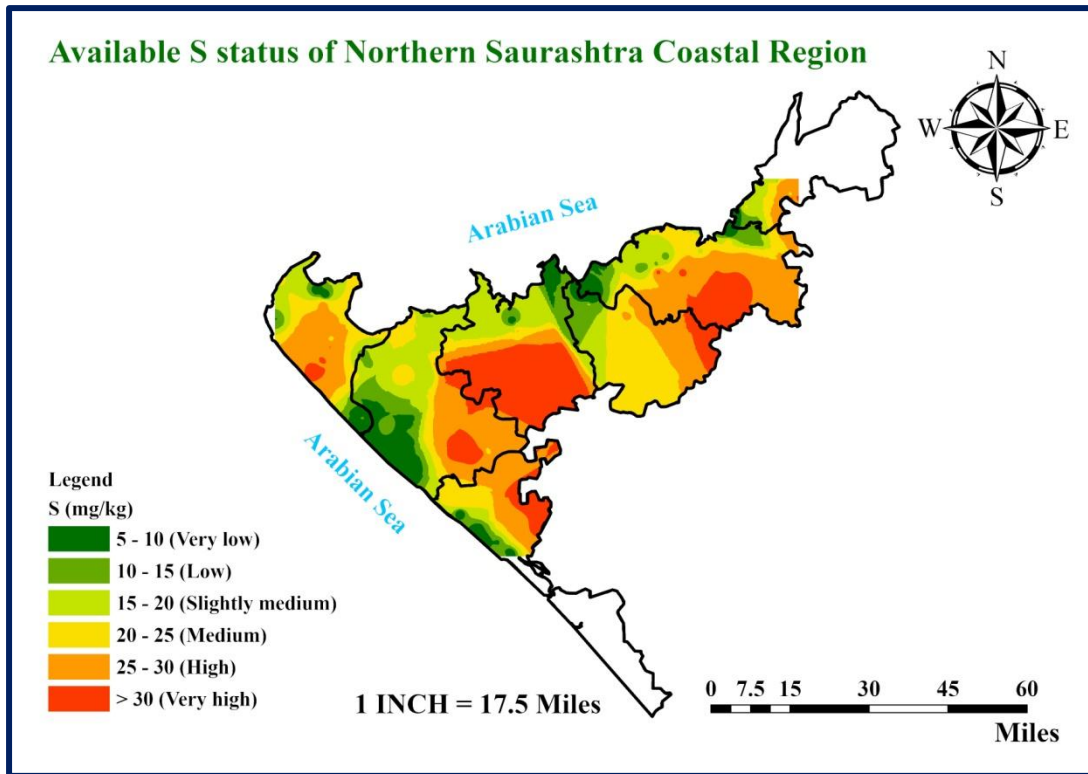 Available S status of Northern Saurashtra Coastal Region
N
W
E
S
Arabian Sea
Arabian Sea
Legend
S (mg/kg)
5 - 10 (Very low)
10 - 15 (Low)
15 - 20 (Slightly medium)
20 - 25 (Medium)
25 - 30 (High)
> 30 (Very high)
1 INCH = 17.5 Miles
0 7.5 15 30 45 60
Miles